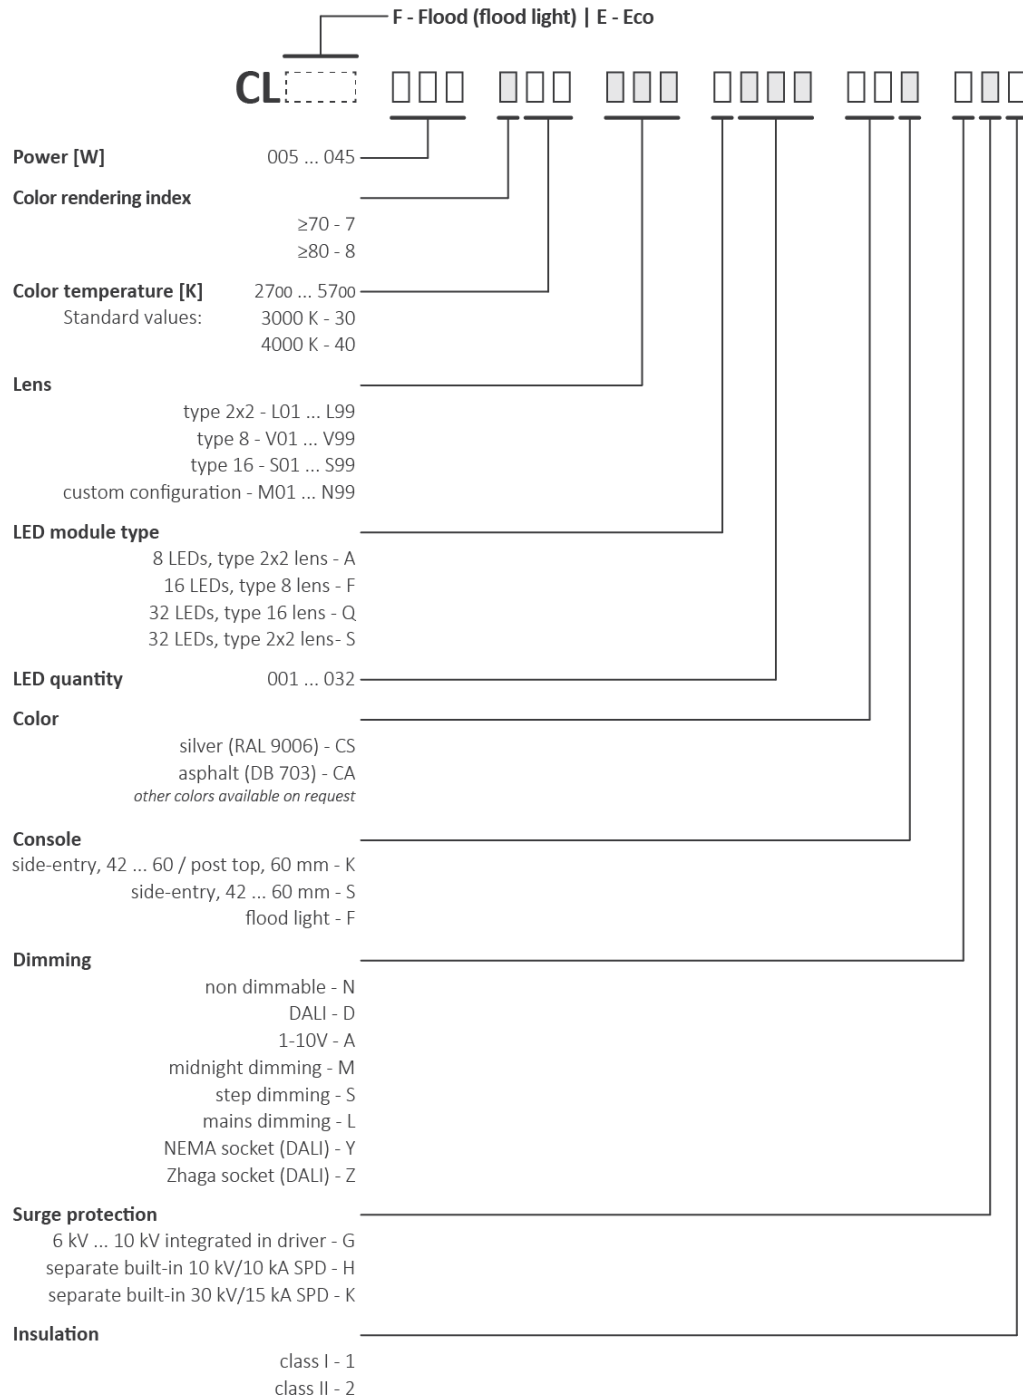 F - Flood (flood light) | E - Eco
CL
Power [W] 005 ... 045
Color rendering index
≥70 - 7
≥80 - 8
Color temperature [K] 2700 ... 5700
Standard values: 3000 K - 30
4000 K - 40
Lens
type 2x2 - L01 ... L99
type 8 - V01 ... V99
type 16 - S01 ... S99
custom configuration - M01 ... N99
LED module type
8 LEDs, type 2x2 lens - A
16 LEDs, type 8 lens - F
32 LEDs, type 16 lens - Q
32 LEDs, type 2x2 lens- S
LED quantity 001 ... 032
Color
silver (RAL 9006) - CS
asphalt (DB 703) - CA
other colors available on request
Console
side-entry, 42 ... 60 / post top, 60 mm - K
side-entry, 42 ... 60 mm - S
flood light - F
Dimming
non dimmable - N
DALI - D
1-10V - A
midnight dimming - M
step dimming - S
mains dimming - L
NEMA socket (DALI) - Y
Zhaga socket (DALI) - Z
Surge protection
6 kV ... 10 kV integrated in driver - G
separate built-in 10 kV/10 kA SPD - H
separate built-in 30 kV/15 kA SPD - K
Insulation
class I - 1
class II - 2